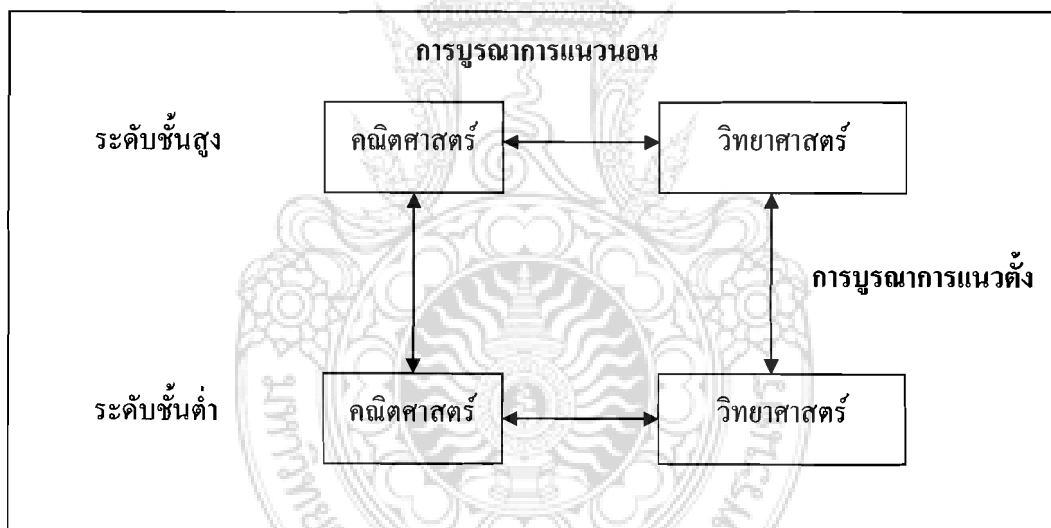 การบูรณาการแนวนอน
ระดับชั้นสูง คณิตศาสตร์ วิทยาศาสตร์
การบูรณาการแนวตั้ง
ระดับชั้นต่ำ คณิตศาสตร์ วิทยาศาสตร์